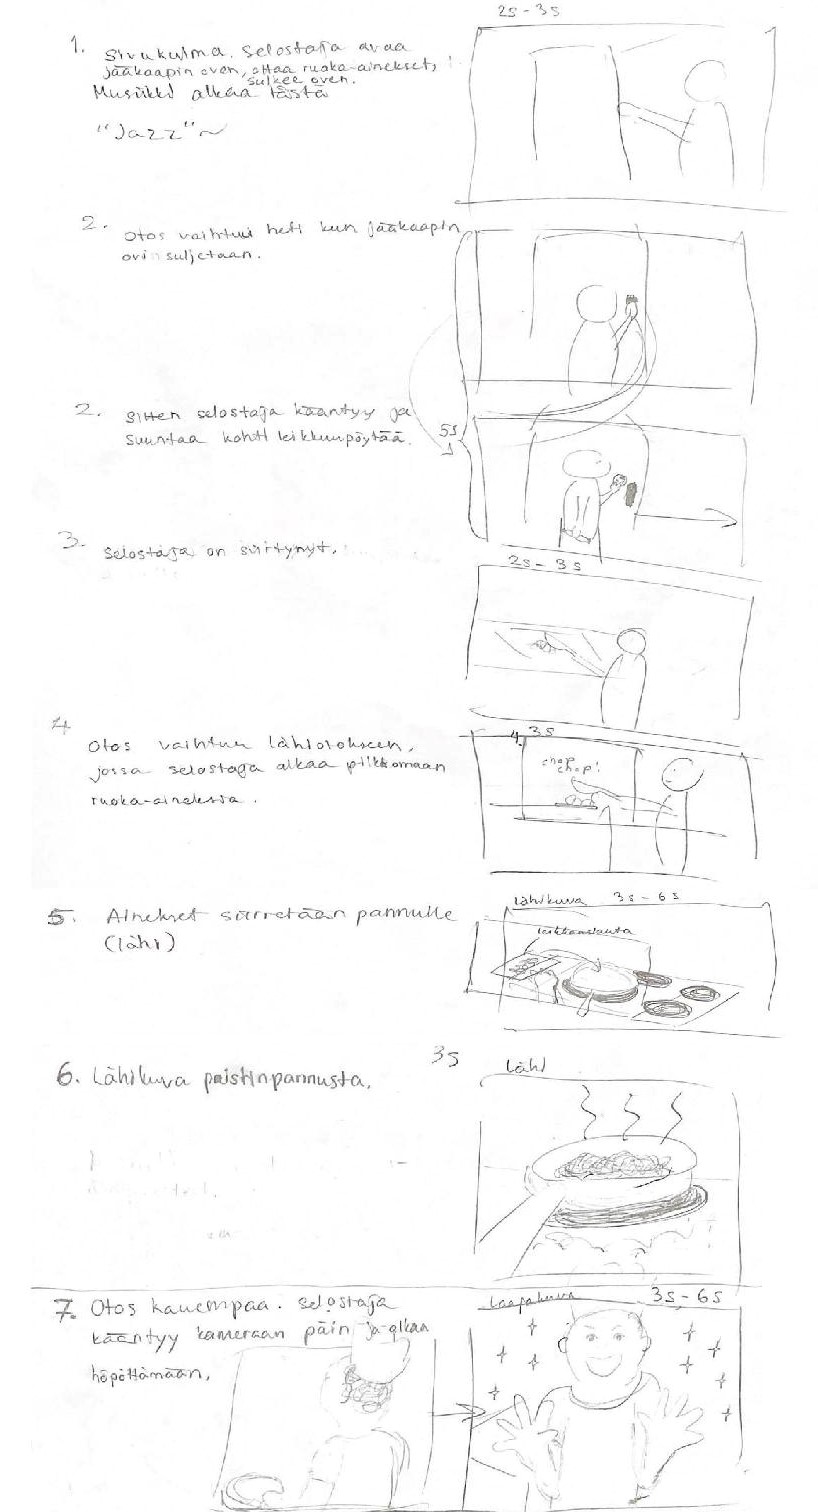 2s - 3s
1. Sivukulma. Selostaja avaa
jääkaapin oven, ottaa ruoka-ainekset,
sulkee oven.
Musiikki alkaa tästä
"Jazz"~
2. Otos vaihtuu heti kun jääkaapin
ovi suljetaan.
2. Sitten selostaja kääntyy ja
suuntaa kohti leikkuupöytää.
5s
3. Selostaja on siirtynyt.
2s - 3s
4 Otos vaihtuu lähiotokseen,
jossa selostaja alkaa pilkkomaan
ruoka-aineksia.
4. 3s
chop
chop!
5. Ainekset siirretään pannulle
(lähi)
Lähikuva 3s - 6s
leikkauslauta
6. Lähikuva paistinpannusta.
3s
Lähi
7. Otos kauempaa. Selostaja
kääntyy kameraan päin ja alkaa
höpöttämään.
Laajakuva 3s - 6s